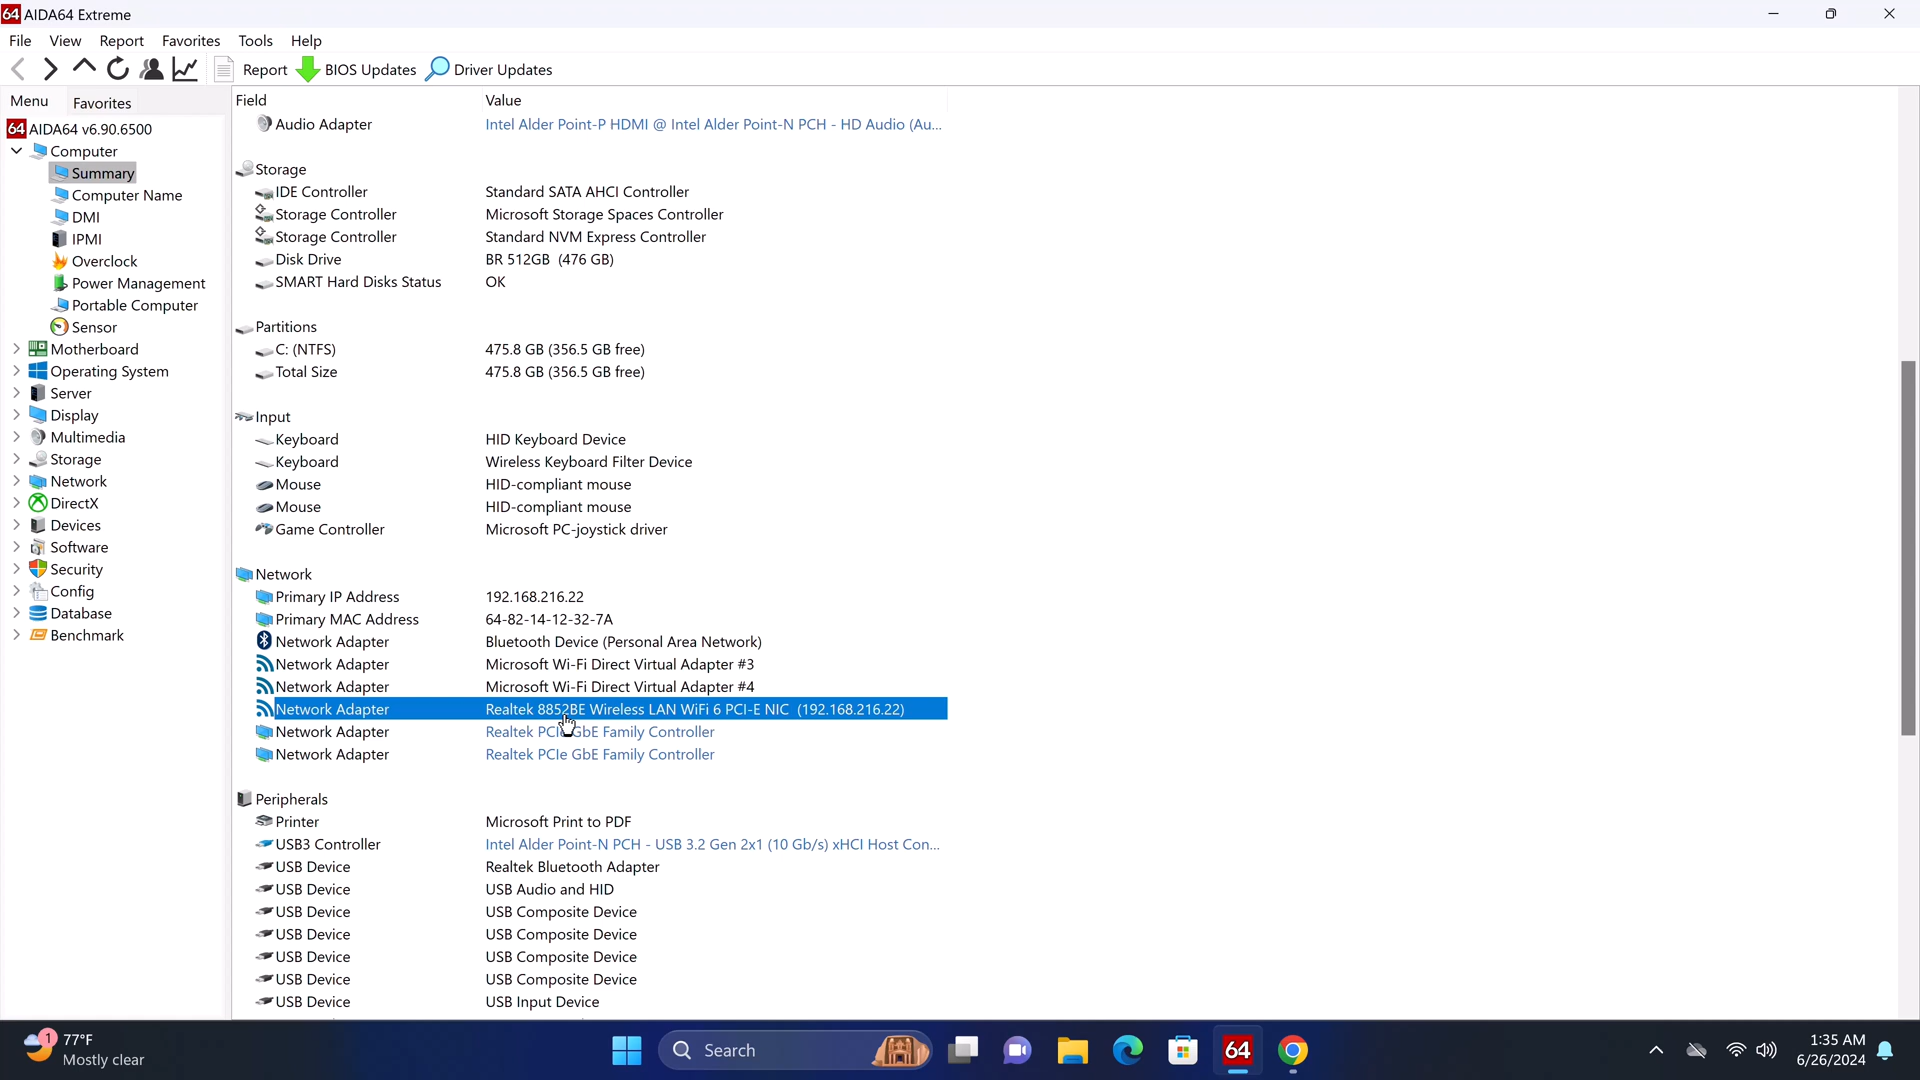 64 AIDA64 Extreme
File View Report Favorites Tools Help
Report BIOS Updates Driver Updates
Menu Favorites
64 AIDA64 v6.90.6500
Computer
Summary
Computer Name
DMI
IPMI
Overclock
Power Management
Portable Computer
Sensor
Motherboard
Operating System
Server
Display
Multimedia
Storage
Network
DirectX
Devices
Software
Security
Config
Database
Benchmark
Field Value
Audio Adapter Intel Alder Point-P HDMI @ Intel Alder Point-N PCH - HD Audio (Au...
Storage
IDE Controller Standard SATA AHCI Controller
Storage Controller Microsoft Storage Spaces Controller
Storage Controller Standard NVM Express Controller
Disk Drive BR 512GB (476 GB)
SMART Hard Disks Status OK
Partitions
C: (NTFS) 475.8 GB (356.5 GB free)
Total Size 475.8 GB (356.5 GB free)
Input
Keyboard HID Keyboard Device
Keyboard Wireless Keyboard Filter Device
Mouse HID-compliant mouse
Mouse HID-compliant mouse
Game Controller Microsoft PC-joystick driver
Network
Primary IP Address 192.168.216.22
Primary MAC Address 64-82-14-12-32-7A
Network Adapter Bluetooth Device (Personal Area Network)
Network Adapter Microsoft Wi-Fi Direct Virtual Adapter #3
Network Adapter Microsoft Wi-Fi Direct Virtual Adapter #4
Network Adapter Realtek 8852BE Wireless LAN WiFi 6 PCI-E NIC (192.168.216.22)
Network Adapter Realtek PCIe GbE Family Controller
Network Adapter Realtek PCIe GbE Family Controller
Peripherals
Printer Microsoft Print to PDF
USB3 Controller Intel Alder Point-N PCH - USB 3.2 Gen 2x1 (10 Gb/s) xHCI Host Con...
USB Device Realtek Bluetooth Adapter
USB Device USB Audio and HID
USB Device USB Composite Device
USB Device USB Composite Device
USB Device USB Composite Device
USB Device USB Composite Device
USB Device USB Input Device
1 77°F
Mostly clear
Search
64
1:35 AM
6/26/2024